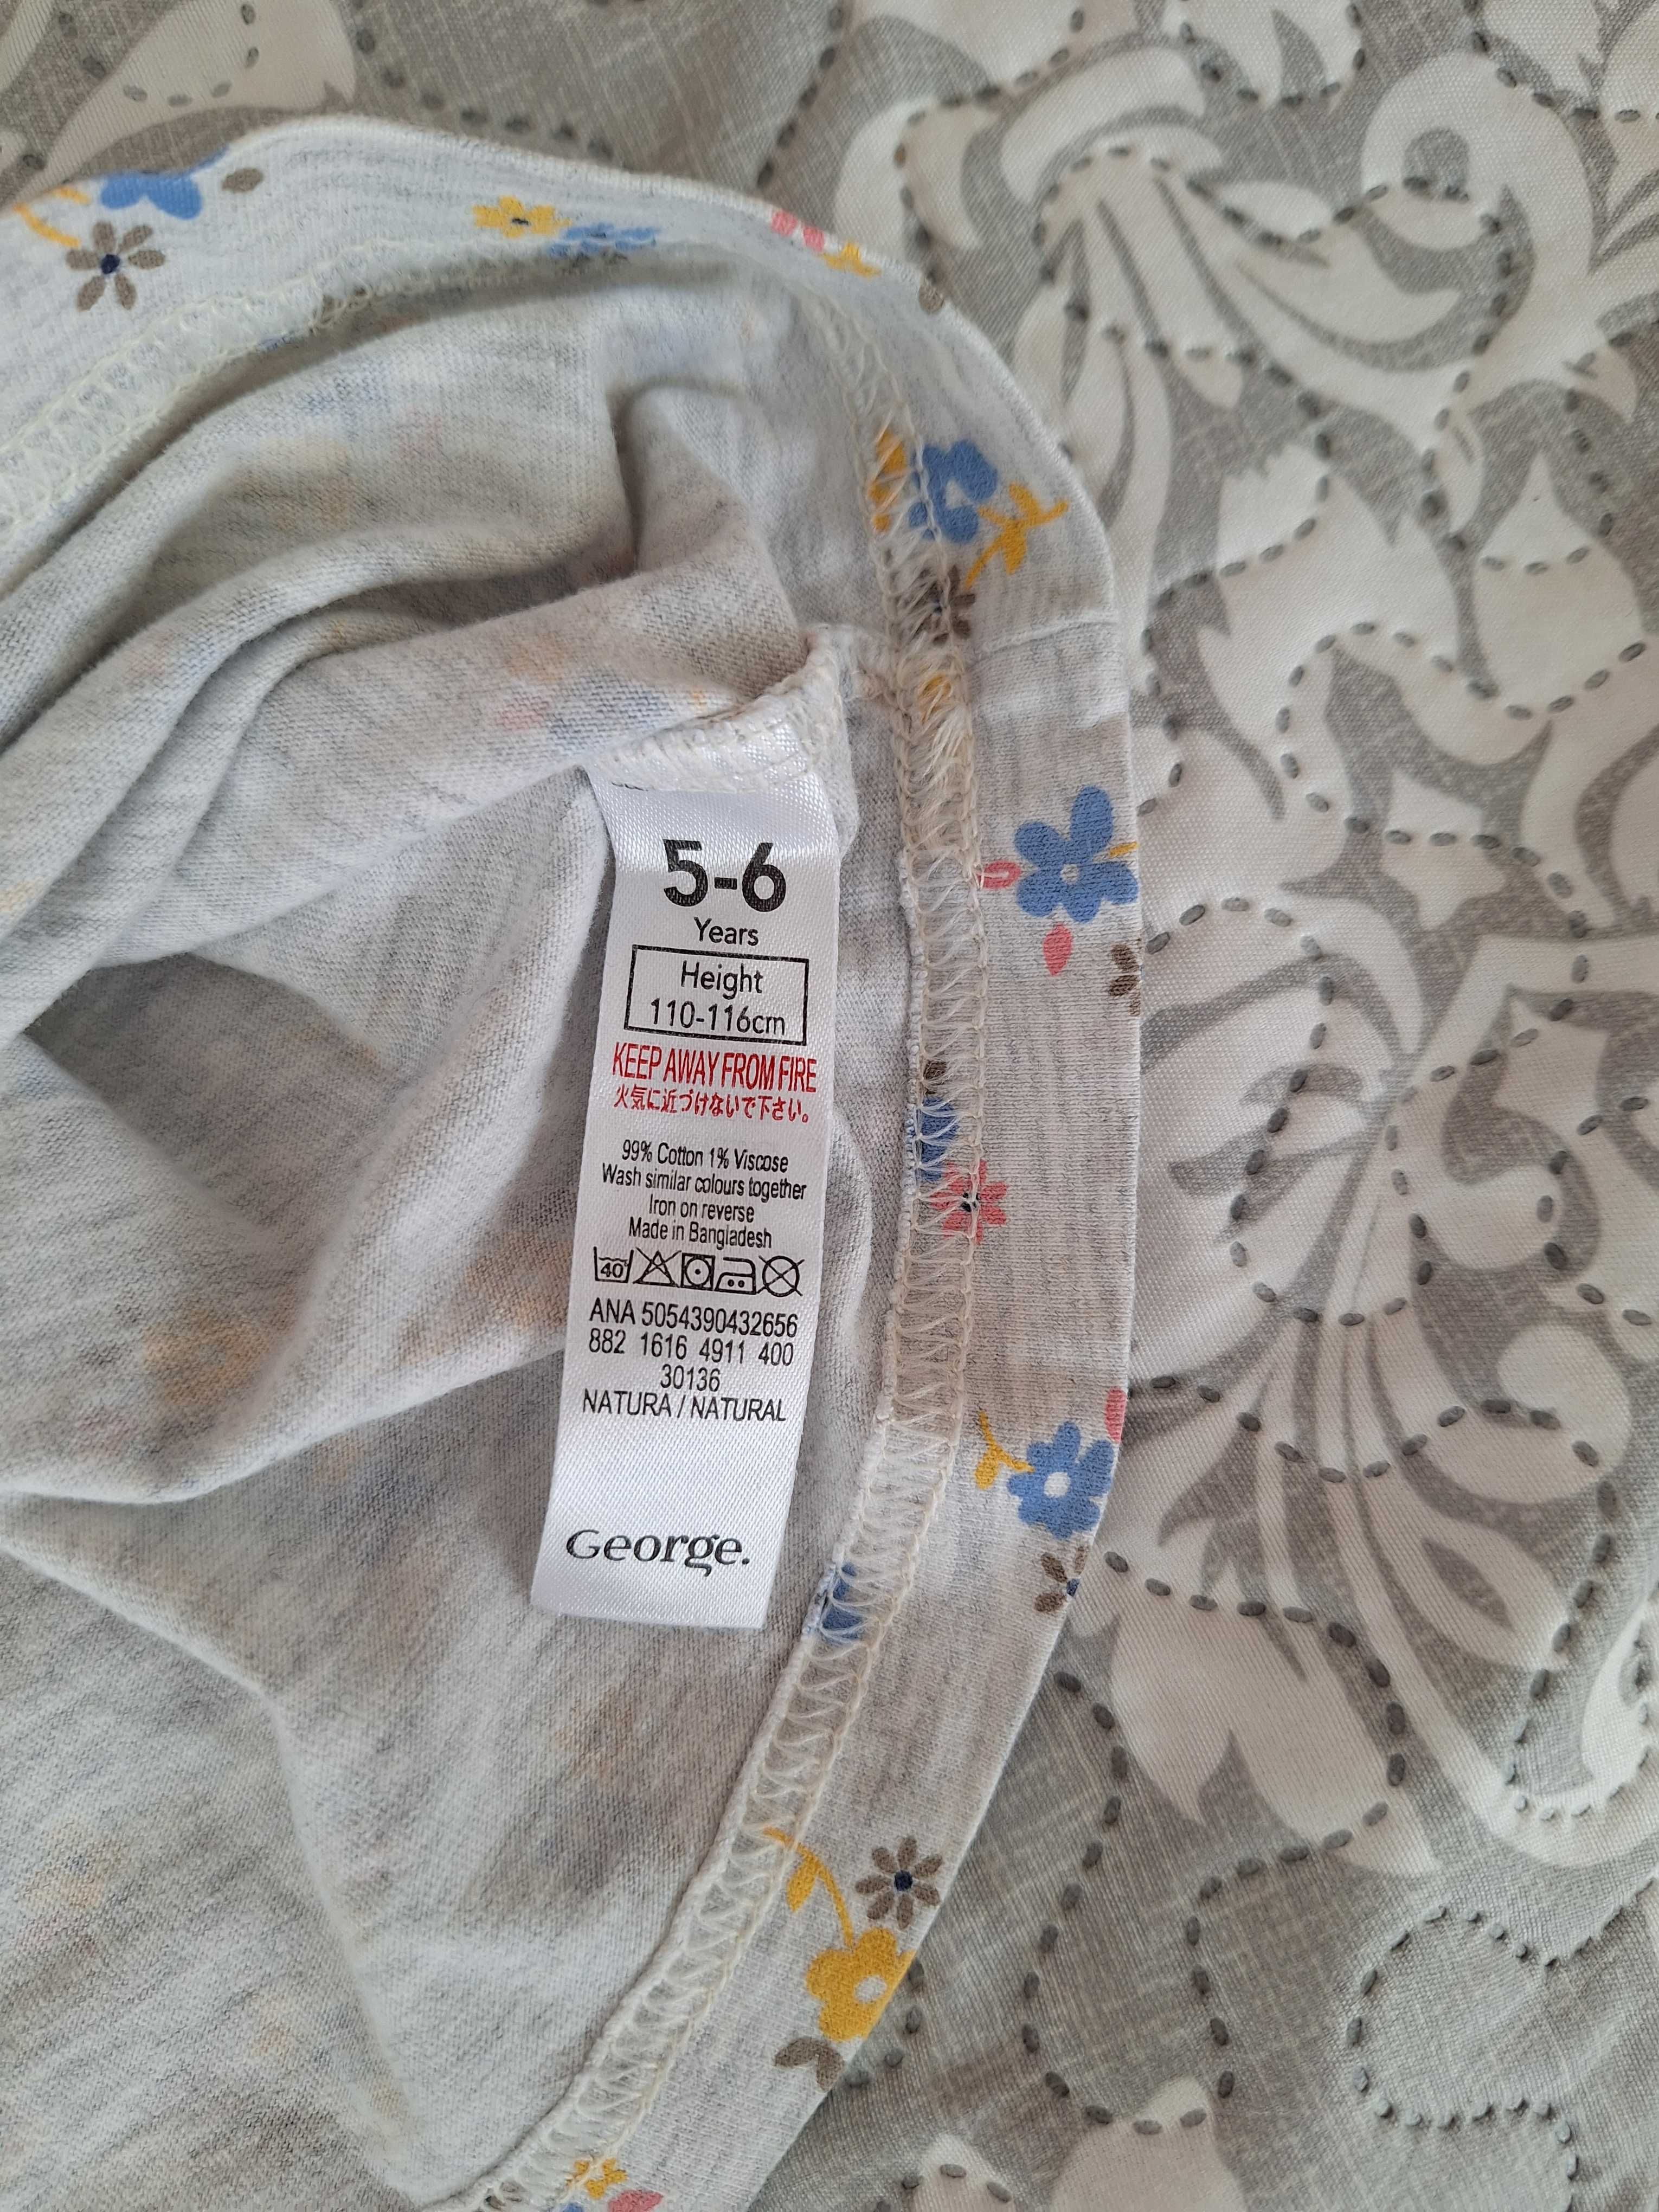 5-6
Years
Height
110-116cm
KEEP AWAY FROM FIRE
火気に近づけないで下さい。
99% Cotton 1% Viscose
Wash similar colours together
Iron on reverse
Made in Bangladesh
40°
ANA 5054390432656
882 1616 4911 400
30136
NATURA / NATURAL
George.